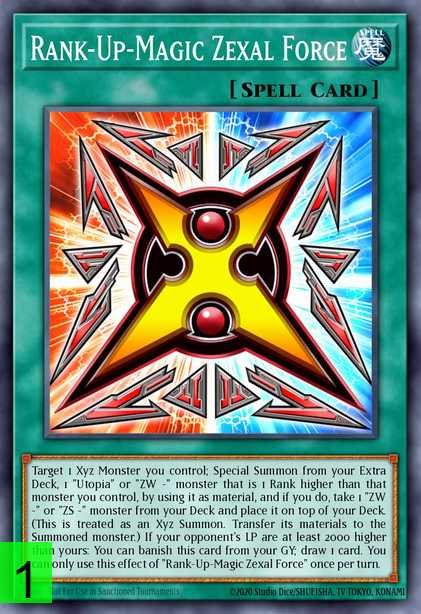 Rank-Up-Magic Zexal Force
SPELL
魔
[Spell Card]
Target 1 Xyz Monster you control; Special Summon from your Extra
Deck, 1 "Utopia" or "ZW -" monster that is 1 Rank higher than that
monster you control, by using it as material, and if you do, take 1 "ZW
-" or "ZS -" monster from your Deck and place it on top of your Deck.
(This is treated as an Xyz Summon. Transfer its materials to the
Summoned monster.) If your opponent's LP are at least 2000 higher
than yours: You can banish this card from your GY; draw 1 card. You
can only use this effect of "Rank-Up-Magic Zexal Force" once per turn.
1
For Use in Sanctioned Tournaments
©2020 Studio Dice/SHUEISHA, TV TOKYO, KONAMI